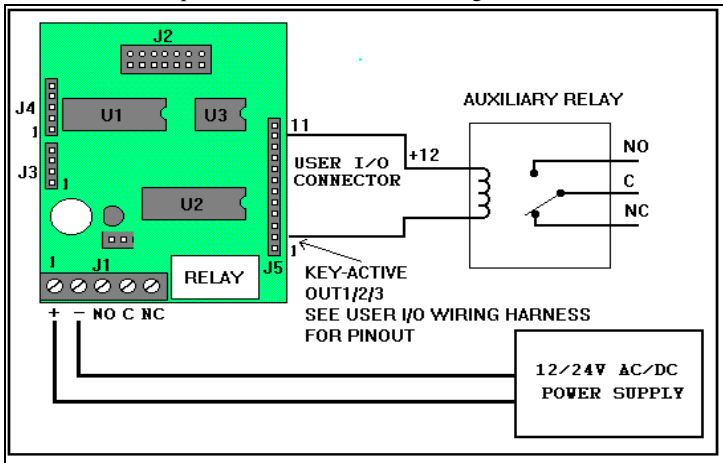 J2
J4
U1
U3
1
J3
1
U2
11
USER I/O
CONNECTOR
+12
AUXILIARY RELAY
NO
C
NC
1
J1
RELAY
J5
1
KEY-ACTIVE
OUT1/2/3
SEE USER I/O WIRING HARNESS
FOR PINOUT
+ - NO C NC
12/24V AC/DC
POWER SUPPLY